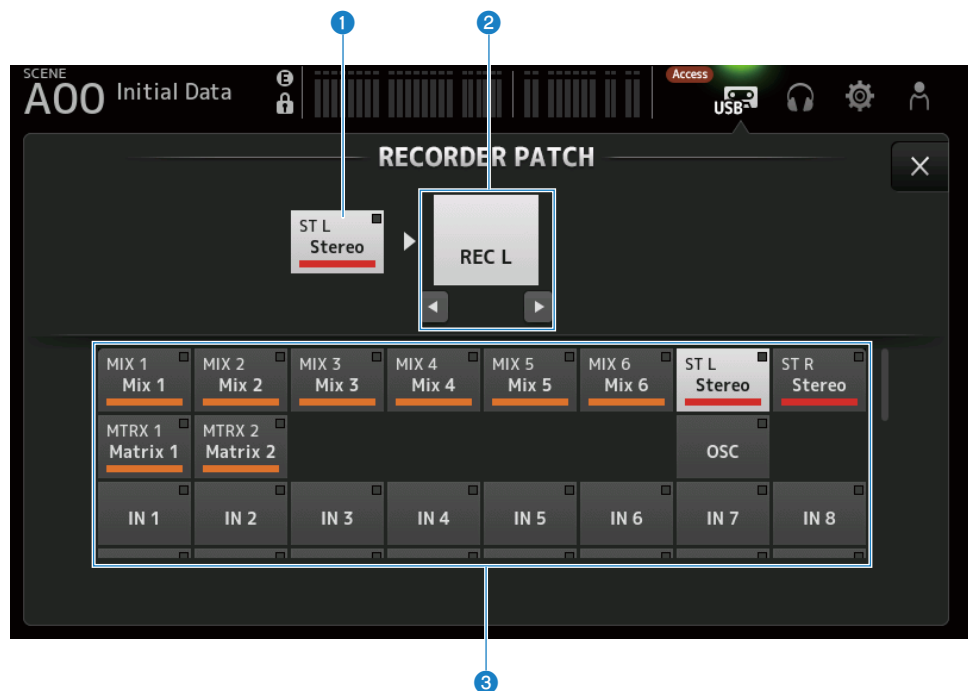 1 2
SCENE
A00 Initial Data E Access USB
RECORDER PATCH
ST L
Stereo
REC L
MIX 1 MIX 2 MIX 3 MIX 4 MIX 5 MIX 6 ST L ST R
Mix 1 Mix 2 Mix 3 Mix 4 Mix 5 Mix 6 Stereo Stereo
MTRX 1 MTRX 2
Matrix 1 Matrix 2 OSC
IN 1 IN 2 IN 3 IN 4 IN 5 IN 6 IN 7 IN 8
3